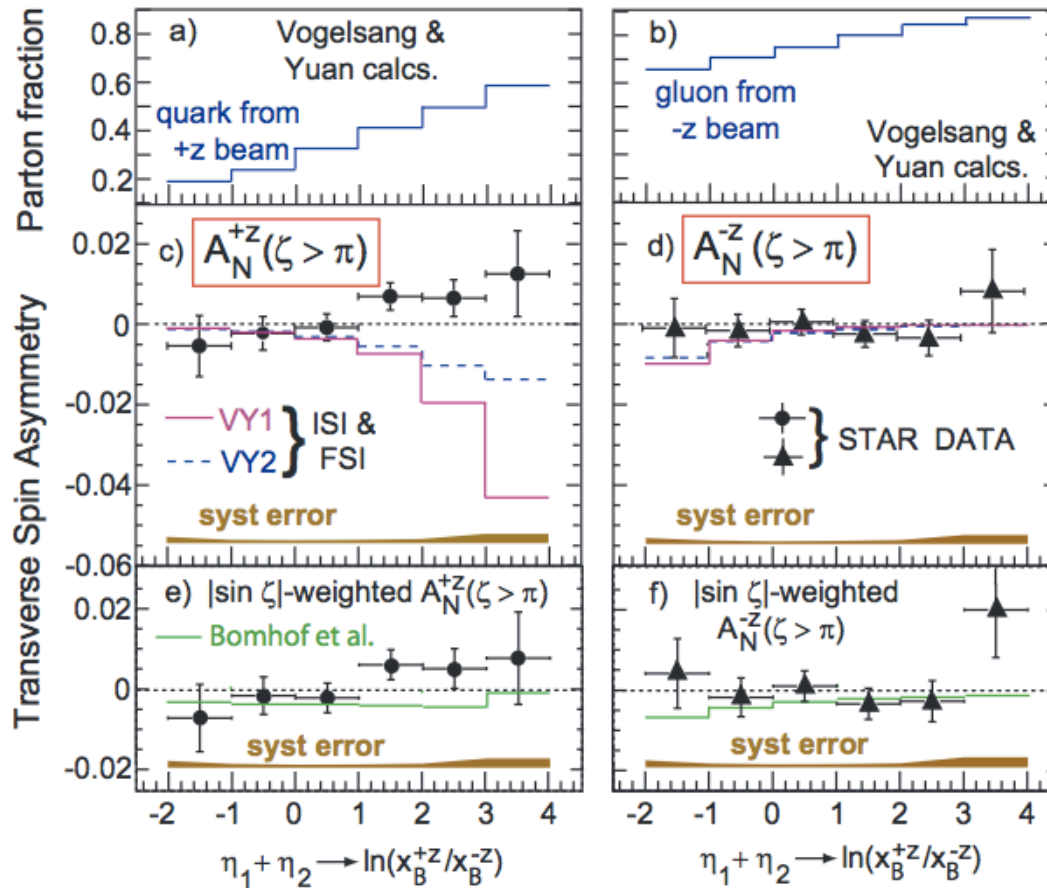 Parton fraction
Transverse Spin Asymmetry
a)
Vogelsang &
Yuan calcs.
quark from
+z beam
0.8
0.6
0.4
0.2
b)
gluon from
-z beam
Vogelsang &
Yuan calcs.
c)
A_N^{+z}(ζ > π)
0.02
0
-0.02
-0.04
-0.06
VY1
VY2
} ISI &
FSI
syst error
d)
A_N^{-z}(ζ > π)
} STAR DATA
syst error
e) |sin ζ|-weighted A_N^{+z}(ζ > π)
Bomhof et al.
0.02
0
-0.02
syst error
f) |sin ζ|-weighted
A_N^{-z}(ζ > π)
syst error
-2 -1 0 1 2 3 4
-2 -1 0 1 2 3 4
η₁ + η₂ → ln(x_B^{+z}/x_B^{-z})
η₁ + η₂ → ln(x_B^{+z}/x_B^{-z})